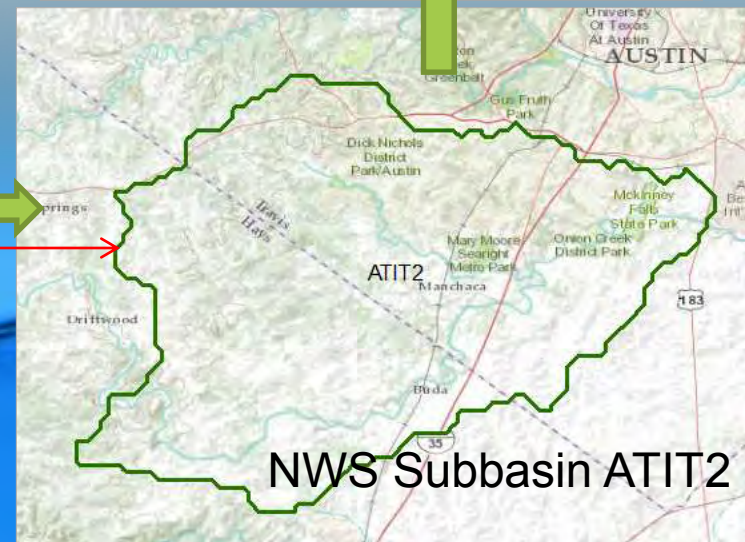 University
Of Texas
At Austin
AUSTIN
Greenbelt
Gus Fruth
Park
Dick Nichols
District
Park/Austin
McKinney
Falls
State Park
prings
Travis
Hays
Mary Moore
Searight
Metro Park
Onion Creek
District Park
ATIT2
Manchaca
183
Driftwood
Buda
35
NWS Subbasin ATIT2